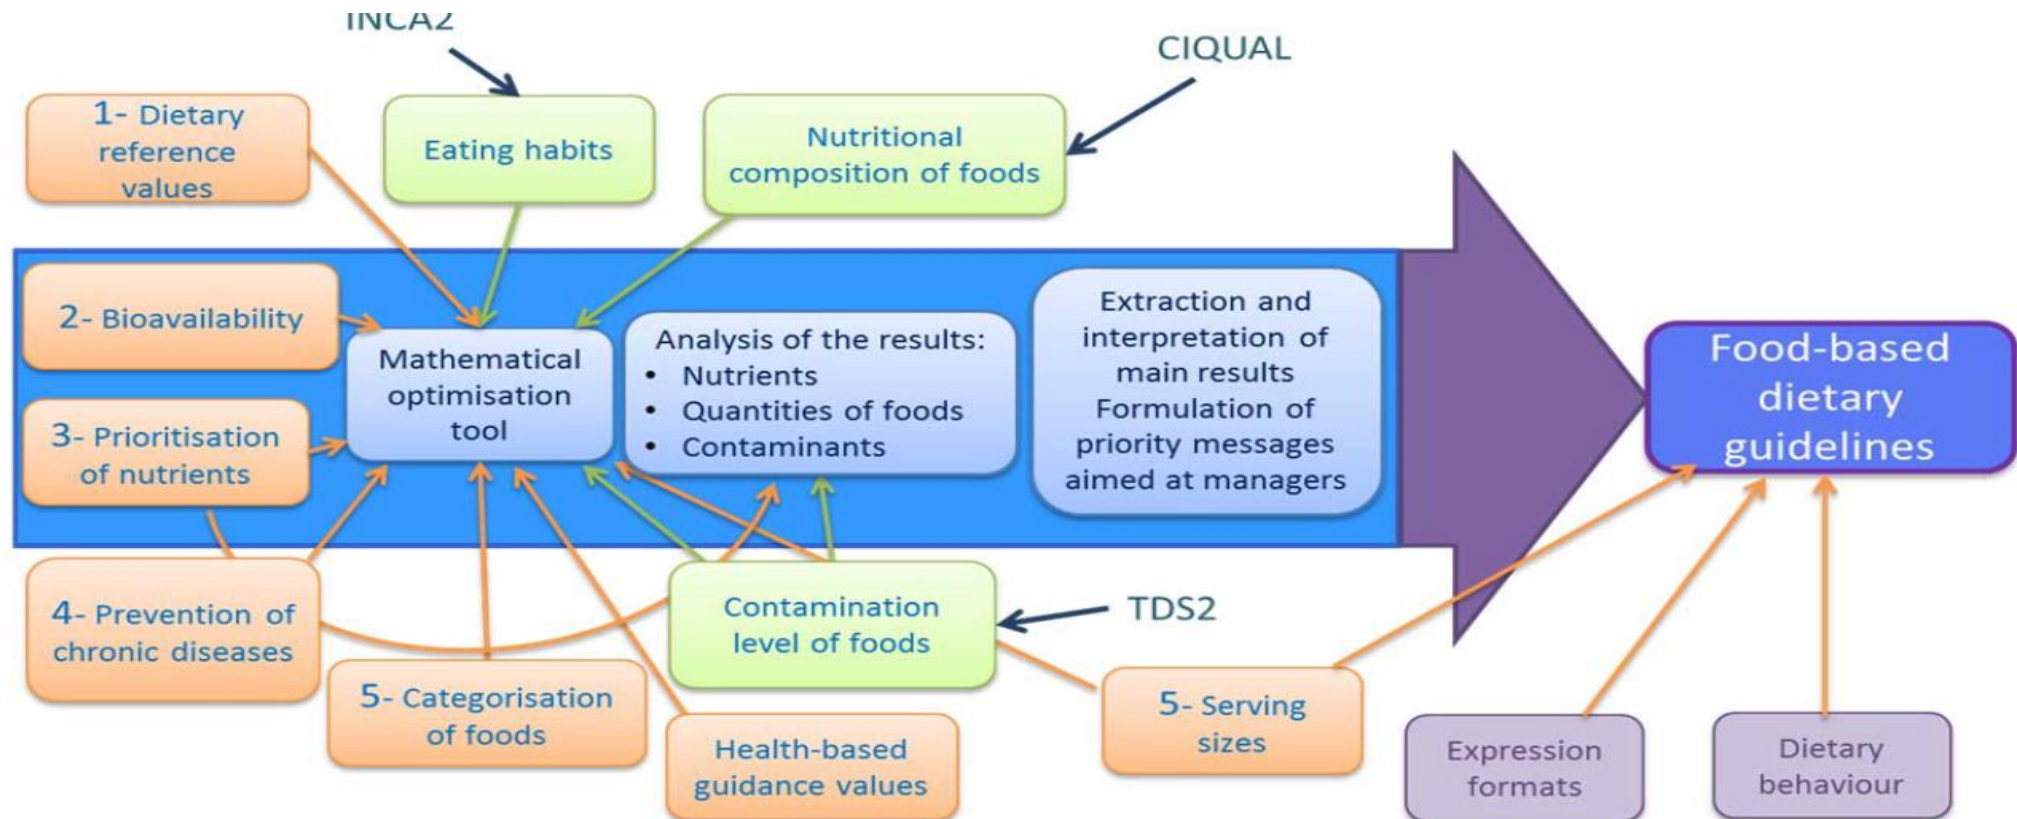 INCA2
CIQUAL
1- Dietary
reference
values
Eating habits
Nutritional
composition of foods
2- Bioavailability
Mathematical
optimisation
tool
Analysis of the results:
• Nutrients
• Quantities of foods
• Contaminants
Extraction and
interpretation of
main results
Formulation of
priority messages
aimed at managers
Food-based
dietary
guidelines
3- Prioritisation
of nutrients
4- Prevention of
chronic diseases
Contamination
level of foods
TDS2
5- Categorisation
of foods
Health-based
guidance values
5- Serving
sizes
Expression
formats
Dietary
behaviour